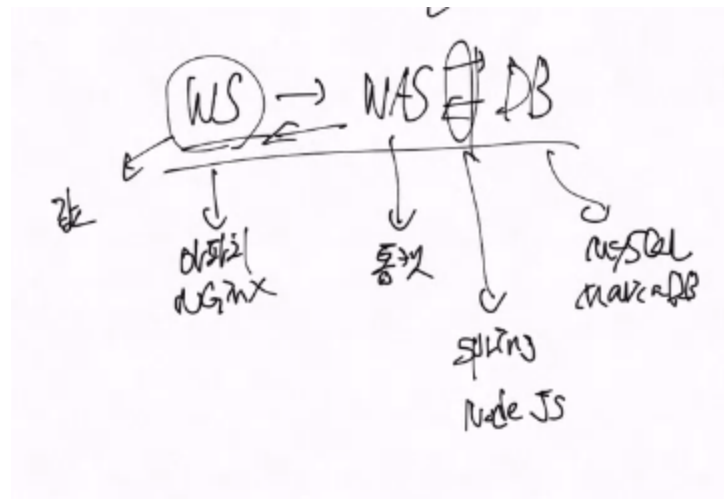 WS → WAS ⇄ DB
아파치
NGinX
톰캣
MySQL
MariaDB
Spring
Node JS